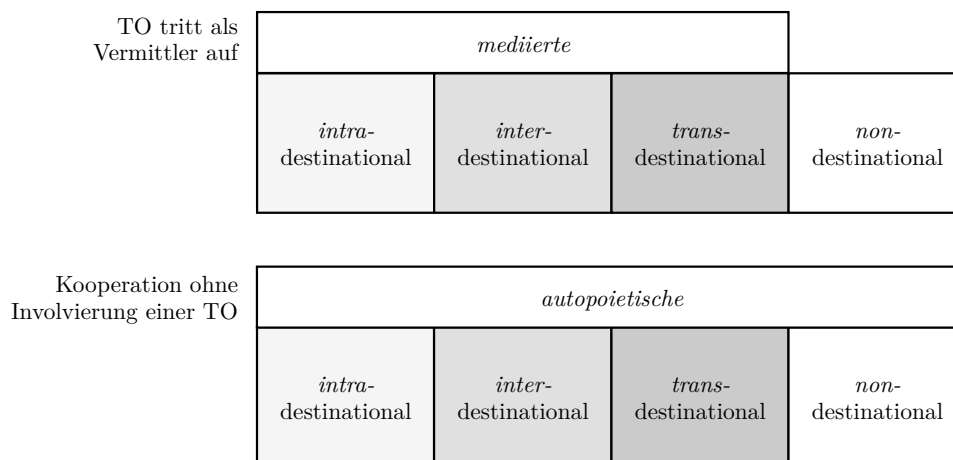 TO tritt als
Vermittler auf
mediierte
intra-
destinational
inter-
destinational
trans-
destinational
non-
destinational
Kooperation ohne
Involvierung einer TO
autopoietische
intra-
destinational
inter-
destinational
trans-
destinational
non-
destinational